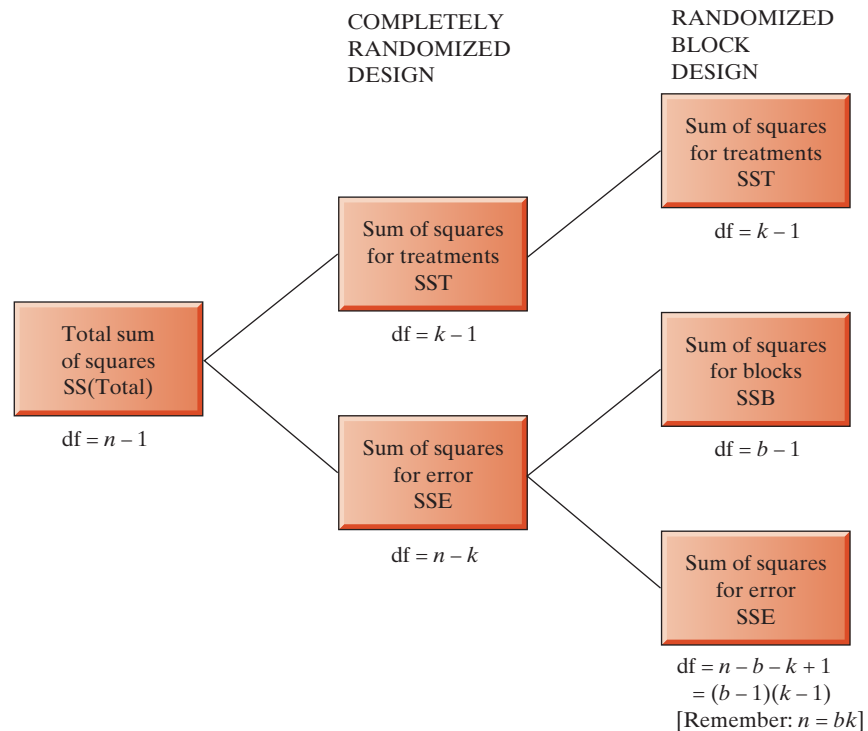 COMPLETELY
RANDOMIZED
DESIGN
RANDOMIZED
BLOCK
DESIGN
Total sum
of squares
SS(Total)
df = n – 1
Sum of squares
for treatments
SST
df = k – 1
Sum of squares
for error
SSE
df = n – k
Sum of squares
for treatments
SST
df = k – 1
Sum of squares
for blocks
SSB
df = b – 1
Sum of squares
for error
SSE
df = n – b – k + 1
= (b – 1)(k – 1)
[Remember: n = bk]